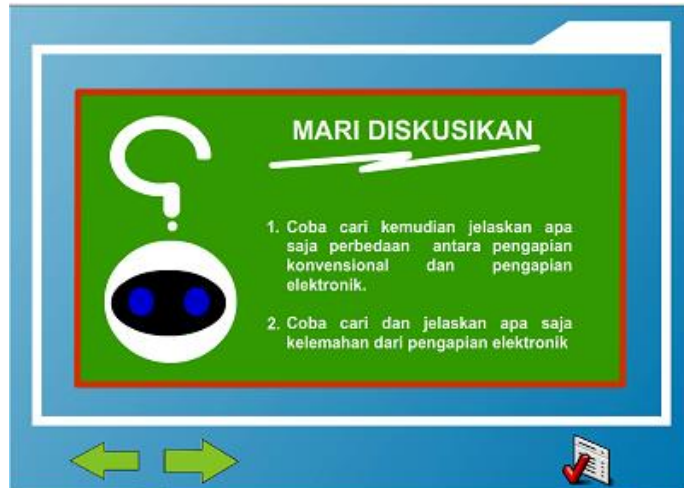 MARI DISKUSIKAN
1. Coba cari kemudian jelaskan apa
saja perbedaan antara pengapian
konvensional dan pengapian
elektronik.
2. Coba cari dan jelaskan apa saja
kelemahan dari pengapian elektronik